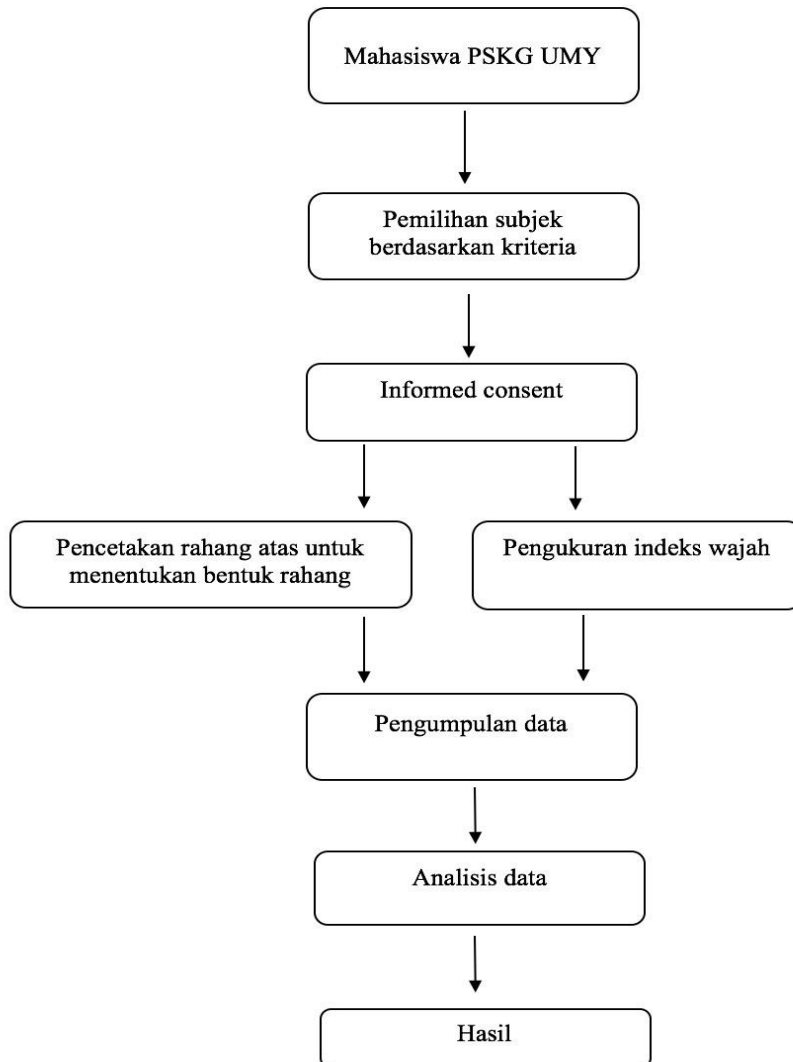 Mahasiswa PSKG UMY
Pemilihan subjek
berdasarkan kriteria
Informed consent
Pencetakan rahang atas untuk
menentukan bentuk rahang
Pengukuran indeks wajah
Pengumpulan data
Analisis data
Hasil